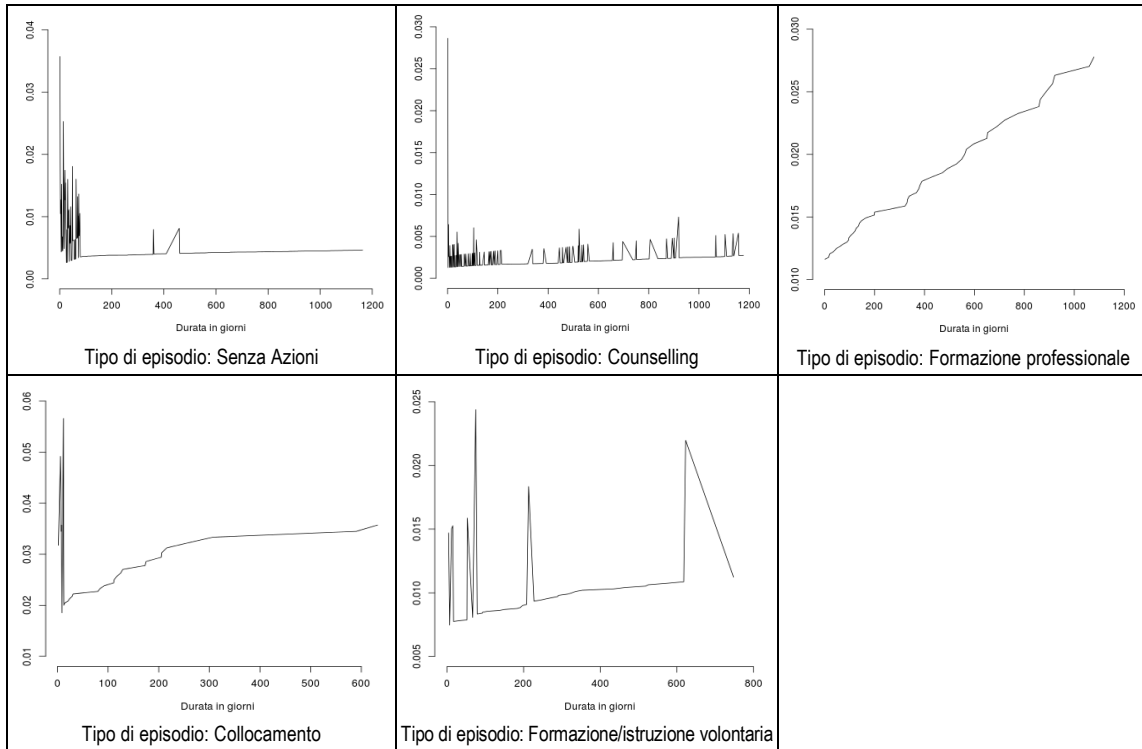 0.04
0.03
0.02
0.01
0.00
0 200 400 600 800 1000 1200
Durata in giorni
Tipo di episodio: Senza Azioni
0.030
0.025
0.020
0.015
0.010
0.005
0.000
0 200 400 600 800 1000 1200
Durata in giorni
Tipo di episodio: Counselling
0.030
0.025
0.020
0.015
0.010
0 200 400 600 800 1000 1200
Durata in giorni
Tipo di episodio: Formazione professionale
0.06
0.05
0.04
0.03
0.02
0.01
0 100 200 300 400 500 600
Durata in giorni
Tipo di episodio: Collocamento
0.025
0.020
0.015
0.010
0.005
0 200 400 600 800
Durata in giorni
Tipo di episodio: Formazione/istruzione volontaria